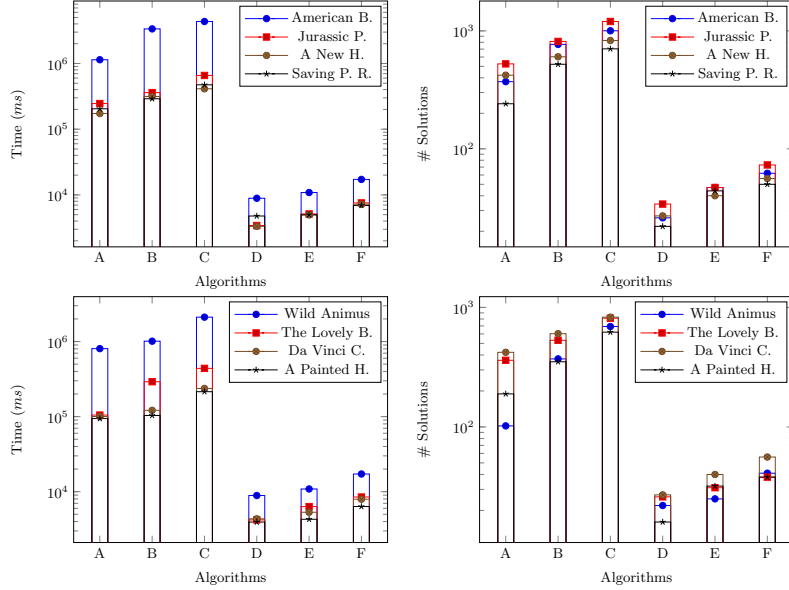 American B.
Jurassic P.
A New H.
Saving P. R.
10^6
10^5
10^4
Time (ms)
A B C D E F
Algorithms
American B.
Jurassic P.
A New H.
Saving P. R.
10^3
10^2
# Solutions
A B C D E F
Algorithms
Wild Animus
The Lovely B.
Da Vinci C.
A Painted H.
10^6
10^5
10^4
Time (ms)
A B C D E F
Algorithms
Wild Animus
The Lovely B.
Da Vinci C.
A Painted H.
10^3
10^2
# Solutions
A B C D E F
Algorithms